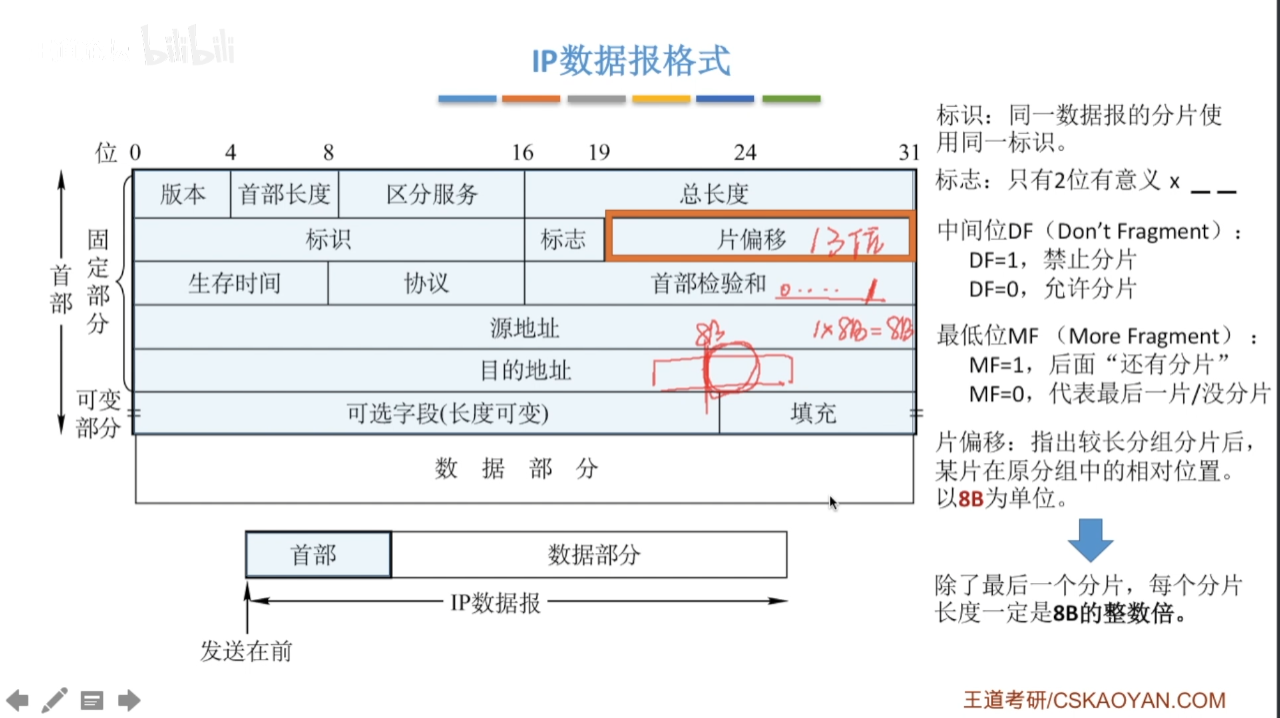 bilibili
IP数据报格式
位 0 4 8 16 19 24 31
版本 首部长度 区分服务 总长度
标识 标志 片偏移 13位
生存时间 协议 首部检验和 0·····1
源地址 8B 1×8B=8B
目的地址
可选字段(长度可变) 填充
数据部分
首部
固定部分
可变部分
首部 数据部分
IP数据报
发送在前
标识：同一数据报的分片使
用同一标识。
标志：只有2位有意义 x _ _
中间位DF（Don't Fragment）：
DF=1，禁止分片
DF=0，允许分片
最低位MF （More Fragment）：
MF=1，后面“还有分片”
MF=0，代表最后一片/没分片
片偏移：指出较长分组分片后，
某片在原分组中的相对位置。
以8B为单位。
除了最后一个分片，每个分片
长度一定是8B的整数倍。
王道考研/CSKAOYAN.COM